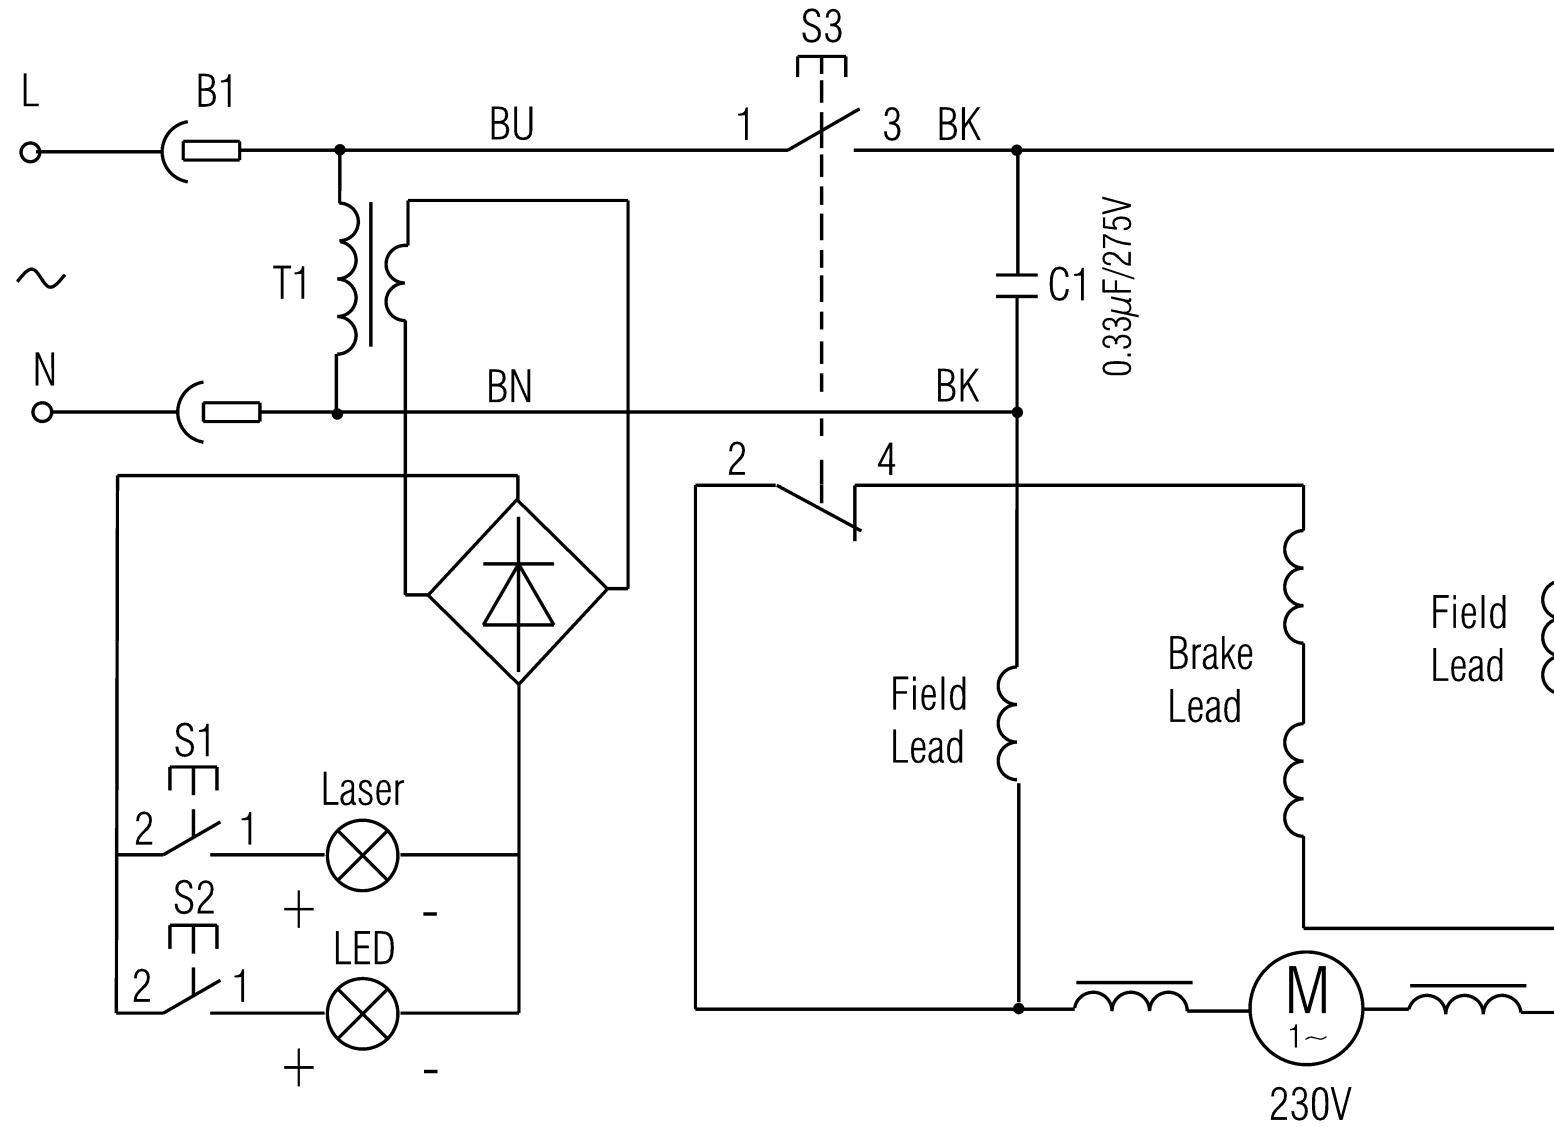 S3
L
B1
BU
1
3
BK
T1
C1
0.33µF/275V
N
BN
BK
2
4
Field
Lead
Brake
Lead
Field
Lead
S1
2
1
Laser
+
-
S2
2
1
LED
+
-
M
1~
230V